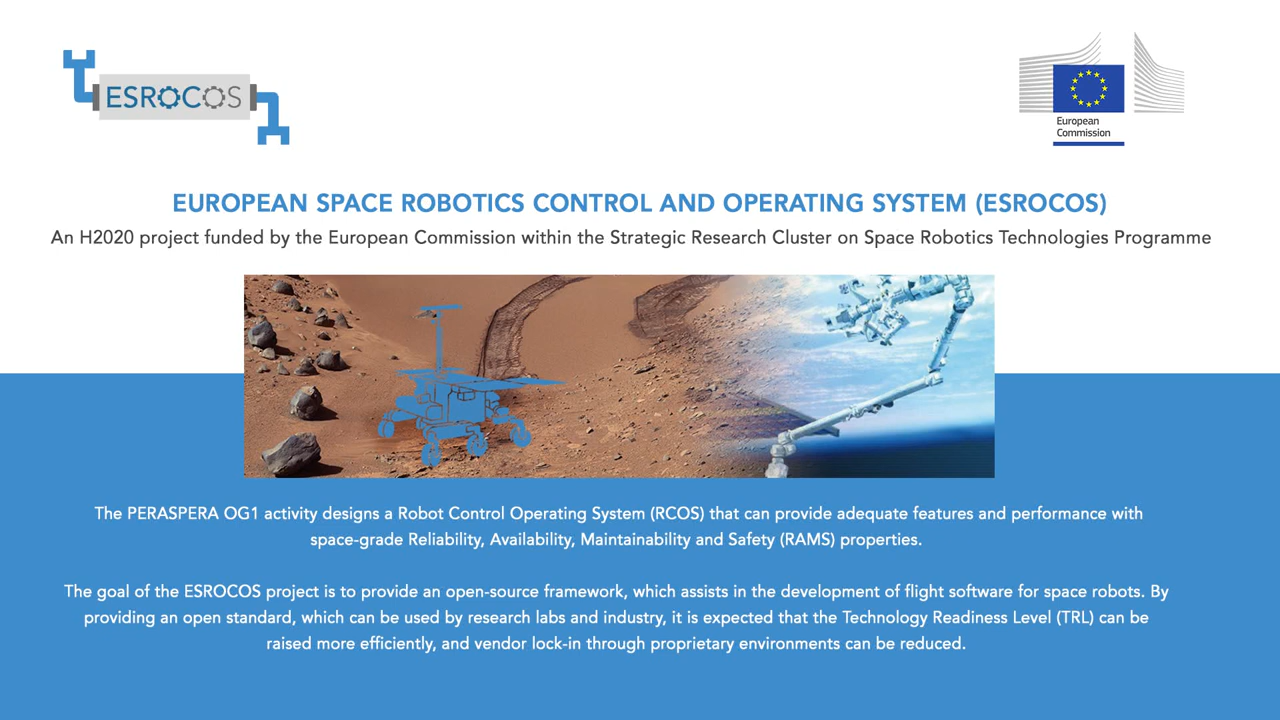 ESROCOS
European
Commission
EUROPEAN SPACE ROBOTICS CONTROL AND OPERATING SYSTEM (ESROCOS)
An H2020 project funded by the European Commission within the Strategic Research Cluster on Space Robotics Technologies Programme
The PERASPERA OG1 activity designs a Robot Control Operating System (RCOS) that can provide adequate features and performance with
space-grade Reliability, Availability, Maintainability and Safety (RAMS) properties.
The goal of the ESROCOS project is to provide an open-source framework, which assists in the development of flight software for space robots. By
providing an open standard, which can be used by research labs and industry, it is expected that the Technology Readiness Level (TRL) can be
raised more efficiently, and vendor lock-in through proprietary environments can be reduced.